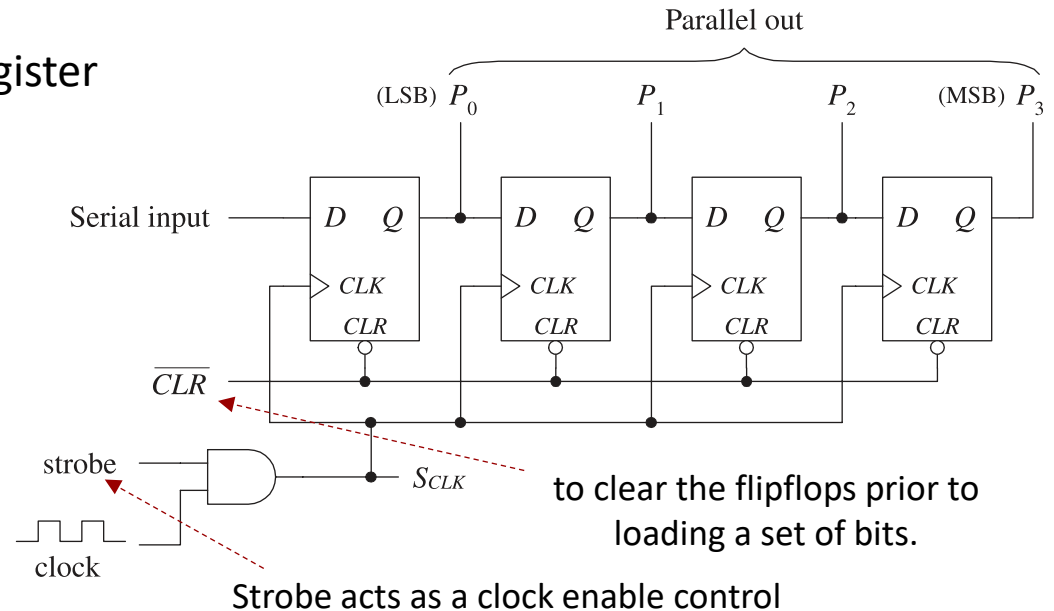 Parallel out
gister
(LSB) P0 P1 P2 (MSB) P3
Serial input D Q D Q D Q D Q
CLK CLK CLK CLK
CLR CLR CLR CLR
CLR
strobe
SCLK
to clear the flipflops prior to
loading a set of bits.
clock
Strobe acts as a clock enable control